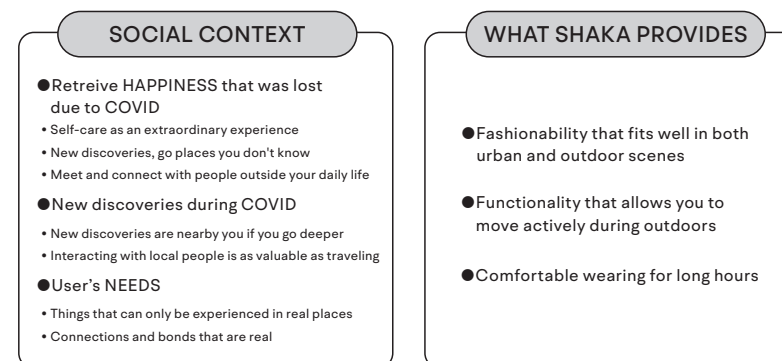 SOCIAL CONTEXT
●Retreive HAPPINESS that was lost
due to COVID
• Self-care as an extraordinary experience
• New discoveries, go places you don't know
• Meet and connect with people outside your daily life
●New discoveries during COVID
• New discoveries are nearby you if you go deeper
• Interacting with local people is as valuable as traveling
●User’s NEEDS
• Things that can only be experienced in real places
• Connections and bonds that are real
WHAT SHAKA PROVIDES
●Fashionability that fits well in both
urban and outdoor scenes
●Functionality that allows you to
move actively during outdoors
●Comfortable wearing for long hours